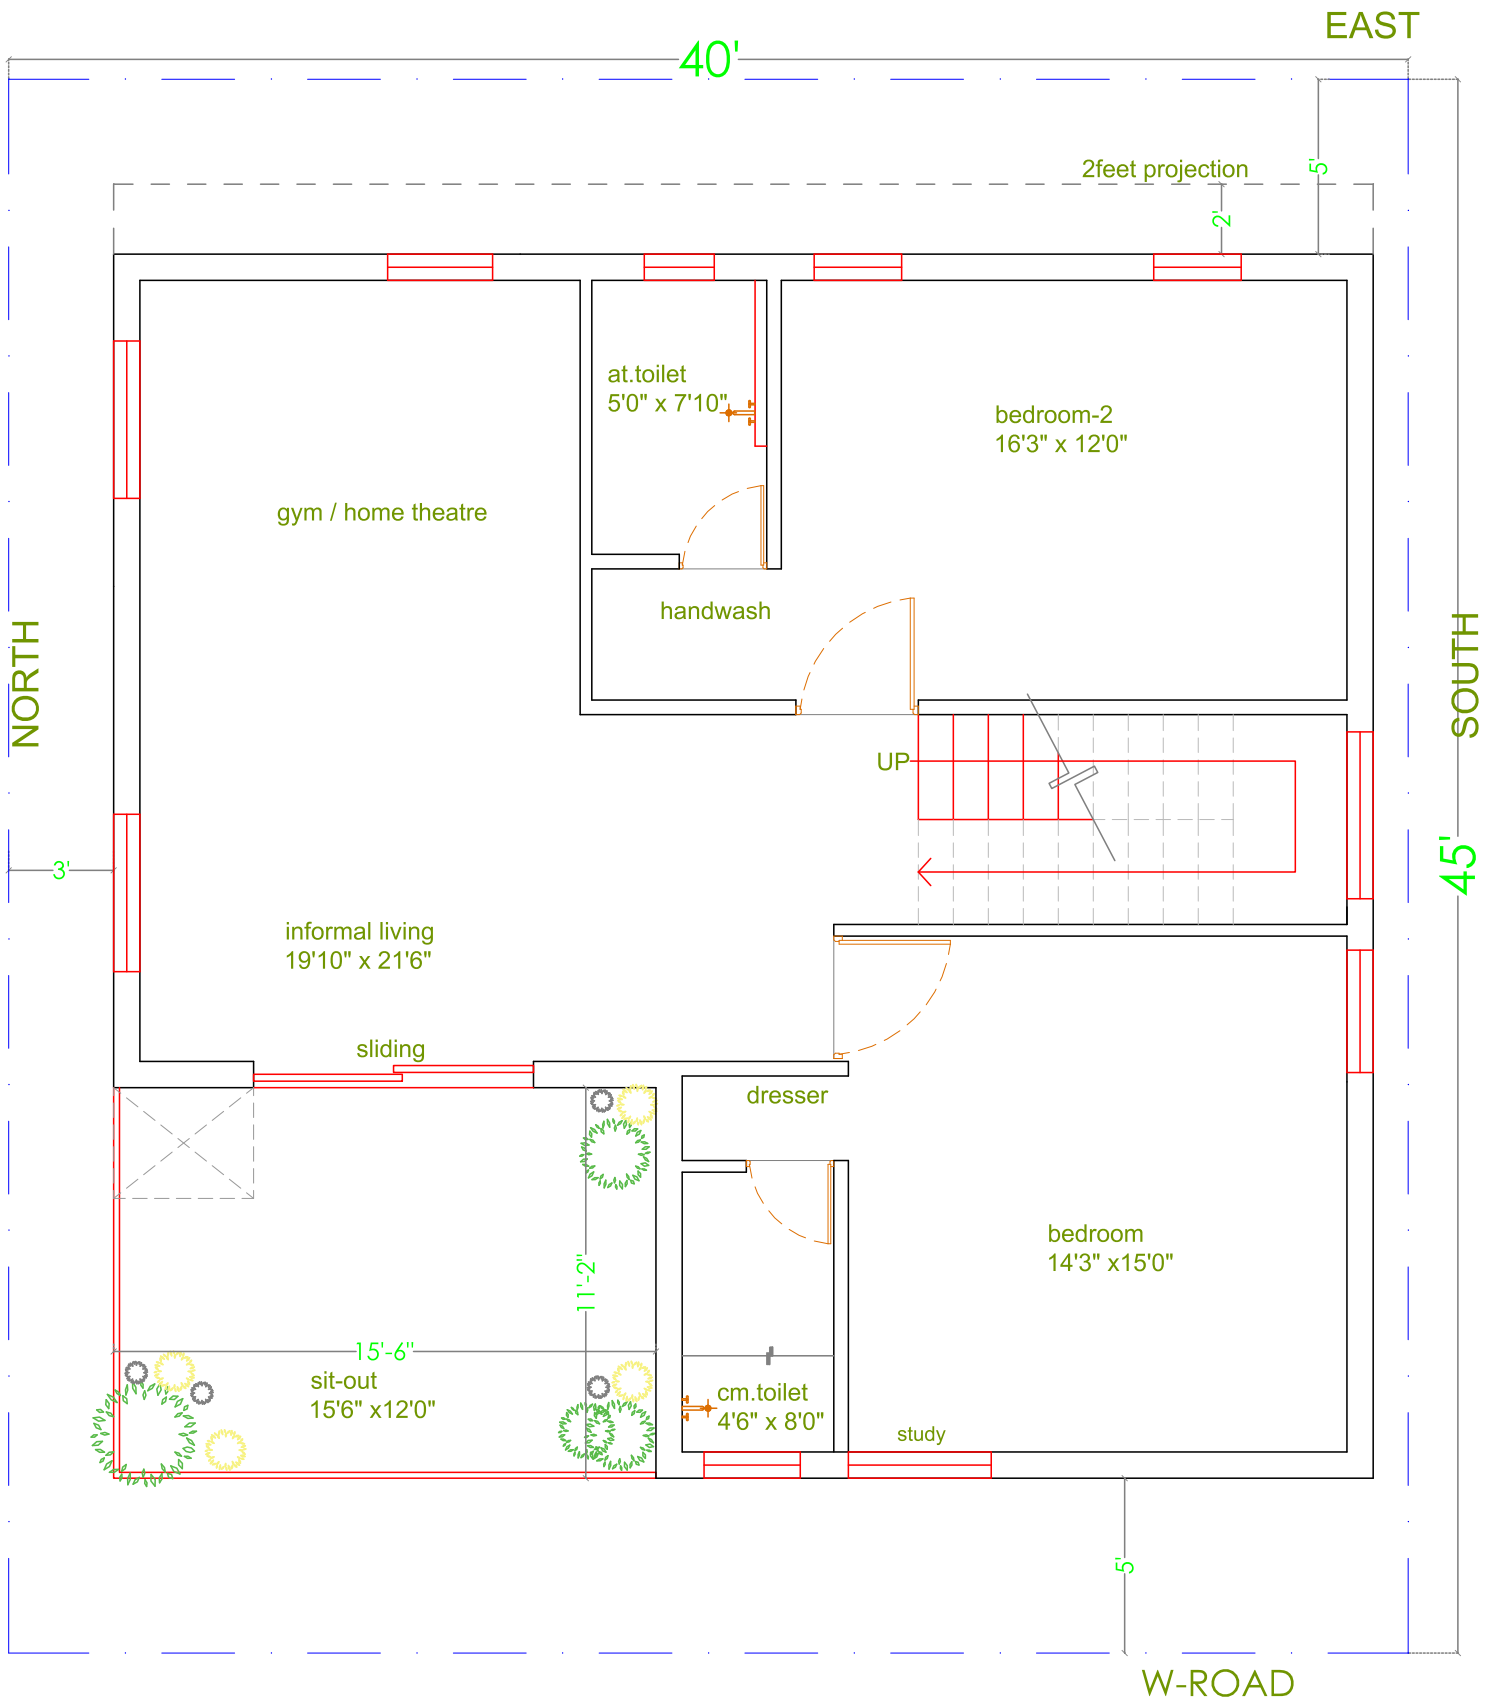 EAST
40'
5'
2feet projection
2'
at.toilet
5'0" x 7'10"
bedroom-2
16'3" x 12'0"
gym / home theatre
handwash
NORTH
SOUTH
UP
45'
3'
informal living
19'10" x 21'6"
sliding
dresser
bedroom
14'3" x15'0"
11'-2"
15'-6"
sit-out
15'6" x12'0"
cm.toilet
4'6" x 8'0"
study
5'
W-ROAD